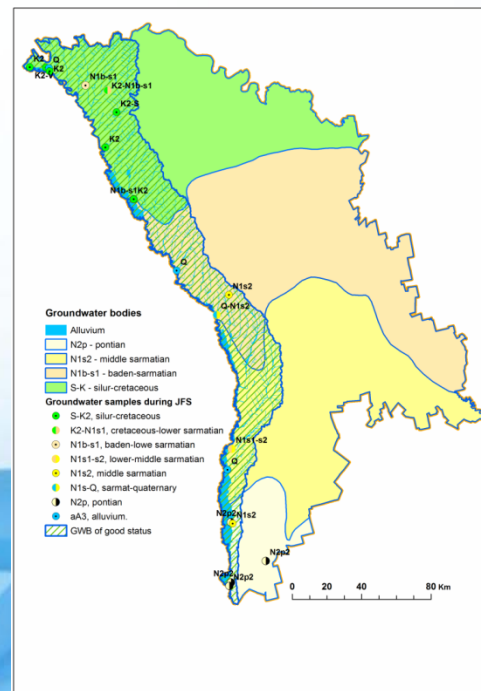 K2
Q
K2
K2-V
N1b-s1
K2-N1b-s1
K2-S
K2
N1b-s1K2
Q
N1s2
Q-N1s2
Groundwater bodies
Alluvium
N2p - pontian
N1s2 - middle sarmatian
N1b-s1 - baden-sarmatian
S-K - silur-cretaceous
Groundwater samples during JFS
S-K2, silur-cretaceous
K2-N1s1, cretaceous-lower sarmatian
N1b-s1, baden-lowe sarmatian
N1s1-s2, lower-middle sarmatian
N1s2, middle sarmatian
N1s-Q, sarmat-quaternary
N2p, pontian
aA3, alluvium.
GWB of good status
N1s1-s2
Q
N2p2
N1s2
N2p2
N2p2
N2p2
0 20 40 80 Km